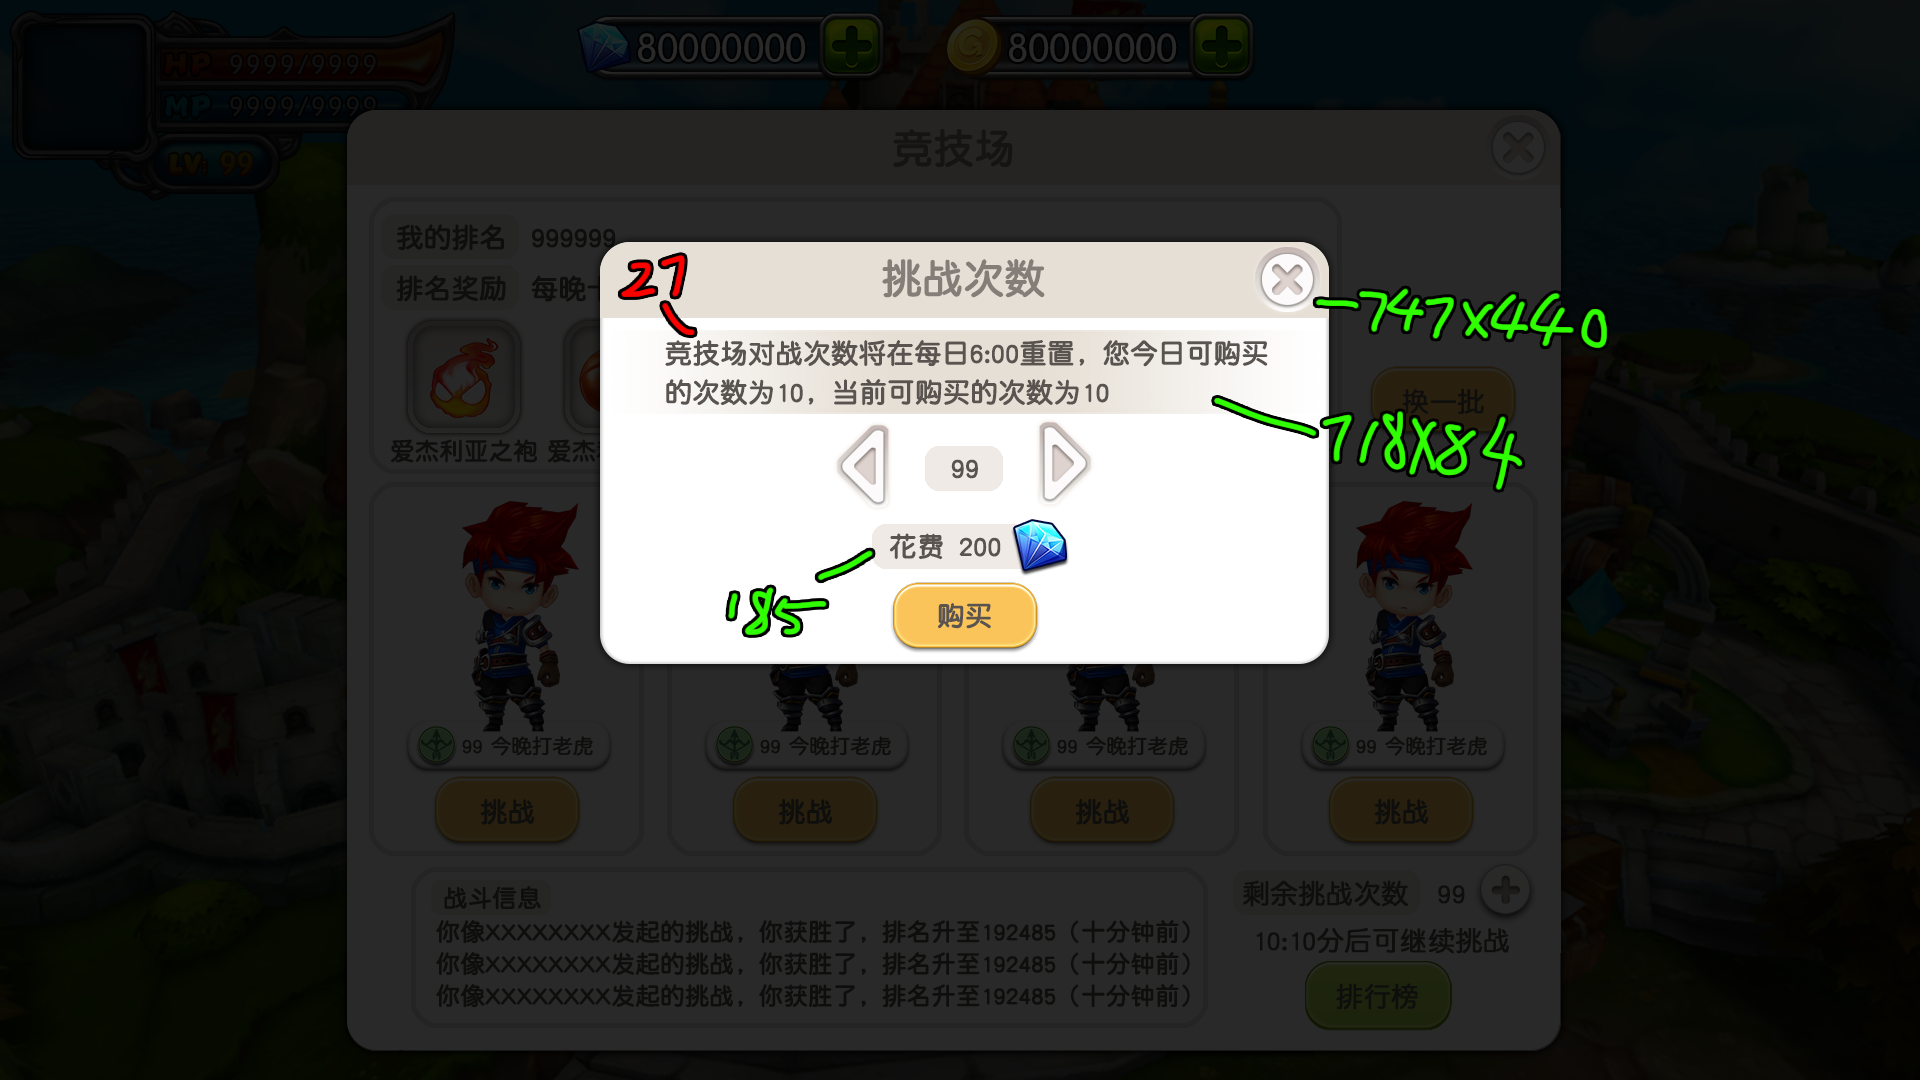 HP 9999/9999
MP 9999/9999
LV: 99
80000000
80000000
竞技场
我的排名 999999
排名奖励 每晚
爱杰利亚之袍 爱杰
换一批
27
挑战次数
747x440
竞技场对战次数将在每日6:00重置，您今日可购买
的次数为10，当前可购买的次数为10
718x84
99
花费 200
185
购买
99 今晚打老虎
99 今晚打老虎
99 今晚打老虎
99 今晚打老虎
挑战
挑战
挑战
挑战
战斗信息
你像XXXXXXXX发起的挑战，你获胜了，排名升至192485（十分钟前）
你像XXXXXXXX发起的挑战，你获胜了，排名升至192485（十分钟前）
你像XXXXXXXX发起的挑战，你获胜了，排名升至192485（十分钟前）
剩余挑战次数 99
10:10分后可继续挑战
排行榜